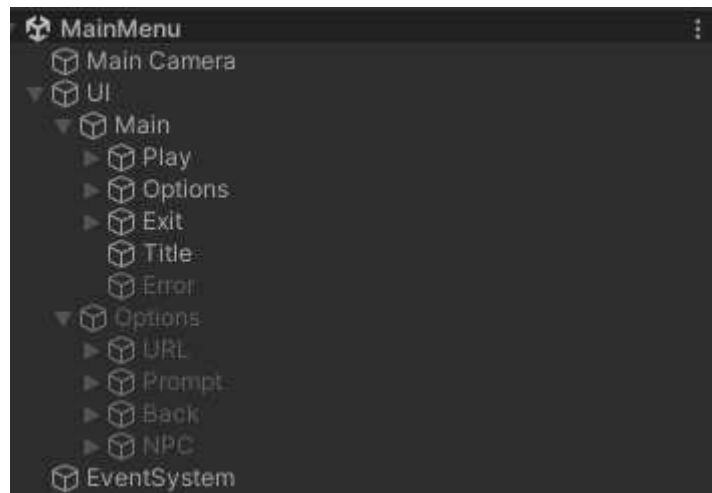 MainMenu
Main Camera
UI
Main
Play
Options
Exit
Title
Error
Options
URL
Prompt
Back
NPC
EventSystem